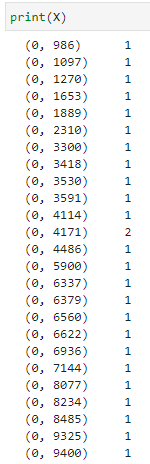 print(X)
(0, 986) 1
(0, 1097) 1
(0, 1270) 1
(0, 1653) 1
(0, 1889) 1
(0, 2310) 1
(0, 3300) 1
(0, 3418) 1
(0, 3530) 1
(0, 3591) 1
(0, 4114) 1
(0, 4171) 2
(0, 4486) 1
(0, 5900) 1
(0, 6337) 1
(0, 6379) 1
(0, 6560) 1
(0, 6622) 1
(0, 6936) 1
(0, 7144) 1
(0, 8077) 1
(0, 8234) 1
(0, 8485) 1
(0, 9325) 1
(0, 9400) 1